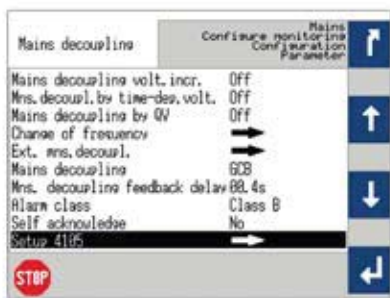 Mains decoupling
Mains
Configure monitoring
Configuration
Parameter
Mains decoupling volt.incr. Off
Mns.decoupl.by time-dep.volt. Off
Mains decoupling by QV Off
Change of frequency
Ext. mns.decoupl.
Mains decoupling GCB
Mns. decoupling feedback delay 00.4s
Alarm class Class B
Self acknowledge No
Setup 4105
STOP